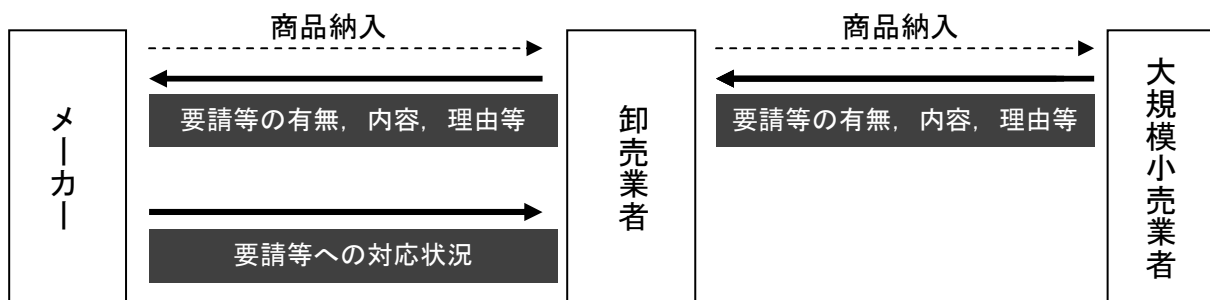 商品納入
商品納入
メーカー
要請等の有無，内容，理由等
卸売業者
要請等の有無，内容，理由等
大規模小売業者
要請等への対応状況